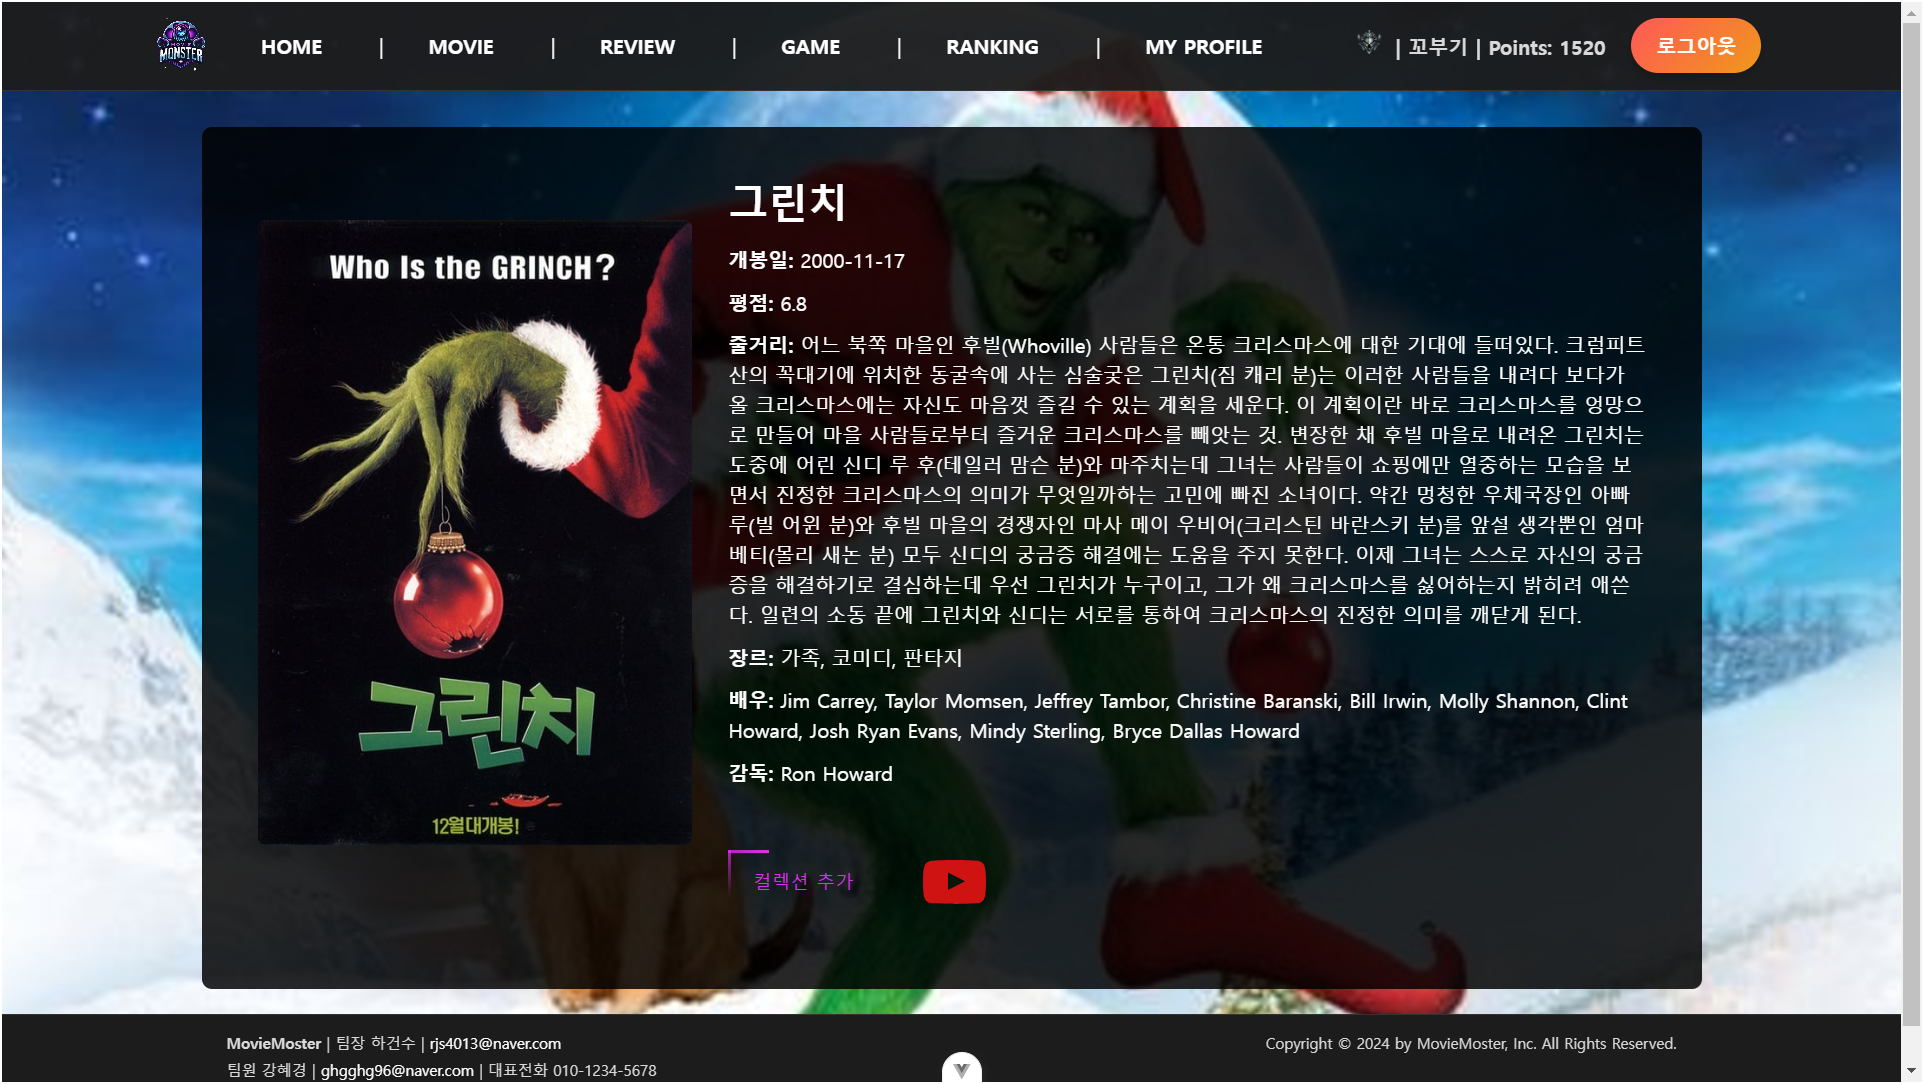 MOVIE
MONSTER
HOME | MOVIE | REVIEW | GAME | RANKING | MY PROFILE
| 꼬부기 | Points: 1520
로그아웃
Who Is the GRINCH?
그린치
12월대개봉!
그린치
개봉일: 2000-11-17
평점: 6.8
줄거리: 어느 북쪽 마을인 후빌(Whoville) 사람들은 온통 크리스마스에 대한 기대에 들떠있다. 크럼피트
산의 꼭대기에 위치한 동굴속에 사는 심술궂은 그린치(짐 캐리 분)는 이러한 사람들을 내려다 보다가
올 크리스마스에는 자신도 마음껏 즐길 수 있는 계획을 세운다. 이 계획이란 바로 크리스마스를 엉망으
로 만들어 마을 사람들로부터 즐거운 크리스마스를 빼앗는 것. 변장한 채 후빌 마을로 내려온 그린치는
도중에 어린 신디 루 후(테일러 맘슨 분)와 마주치는데 그녀는 사람들이 쇼핑에만 열중하는 모습을 보
면서 진정한 크리스마스의 의미가 무엇일까하는 고민에 빠진 소녀이다. 약간 멍청한 우체국장인 아빠
루(빌 어윈 분)와 후빌 마을의 경쟁자인 마사 메이 우비어(크리스틴 바란스키 분)를 앞설 생각뿐인 엄마
베티(몰리 새논 분) 모두 신디의 궁금증 해결에는 도움을 주지 못한다. 이제 그녀는 스스로 자신의 궁금
증을 해결하기로 결심하는데 우선 그린치가 누구이고, 그가 왜 크리스마스를 싫어하는지 밝히려 애쓴
다. 일련의 소동 끝에 그린치와 신디는 서로를 통하여 크리스마스의 진정한 의미를 깨닫게 된다.
장르: 가족, 코미디, 판타지
배우: Jim Carrey, Taylor Momsen, Jeffrey Tambor, Christine Baranski, Bill Irwin, Molly Shannon, Clint
Howard, Josh Ryan Evans, Mindy Sterling, Bryce Dallas Howard
감독: Ron Howard
컬렉션 추가
MovieMoster | 팀장 하건수 | rjs4013@naver.com
팀원 강혜경 | ghgghg96@naver.com | 대표전화 010-1234-5678
Copyright © 2024 by MovieMoster, Inc. All Rights Reserved.